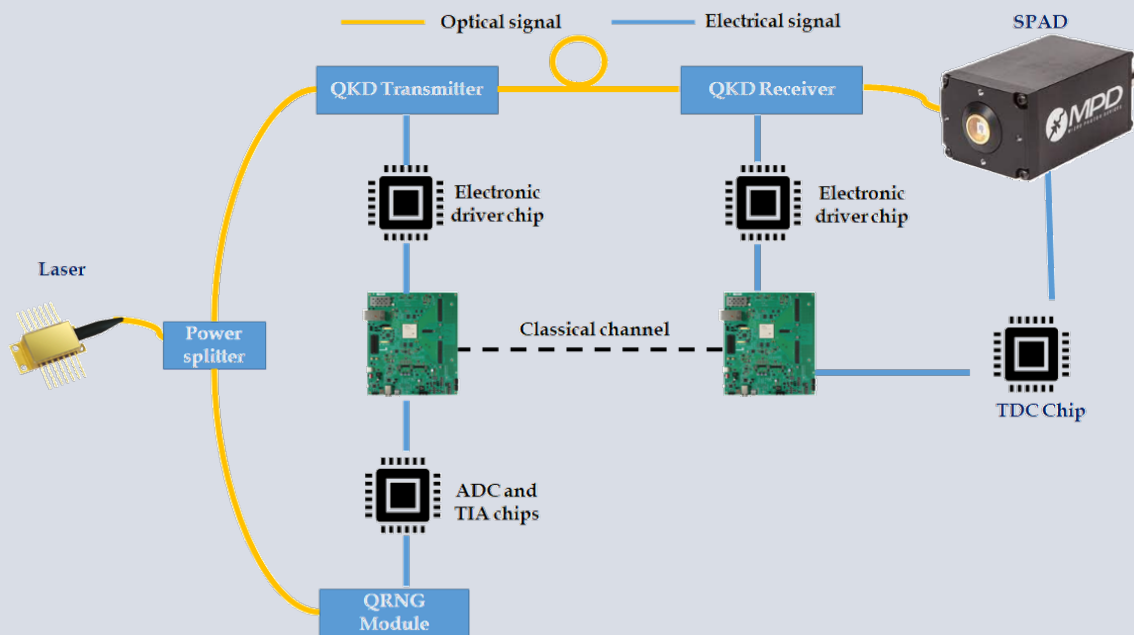 Optical signal
Electrical signal
SPAD
QKD Transmitter
QKD Receiver
MPD
Electronic
driver chip
Electronic
driver chip
Laser
Power
splitter
Classical channel
TDC Chip
ADC and
TIA chips
QRNG
Module